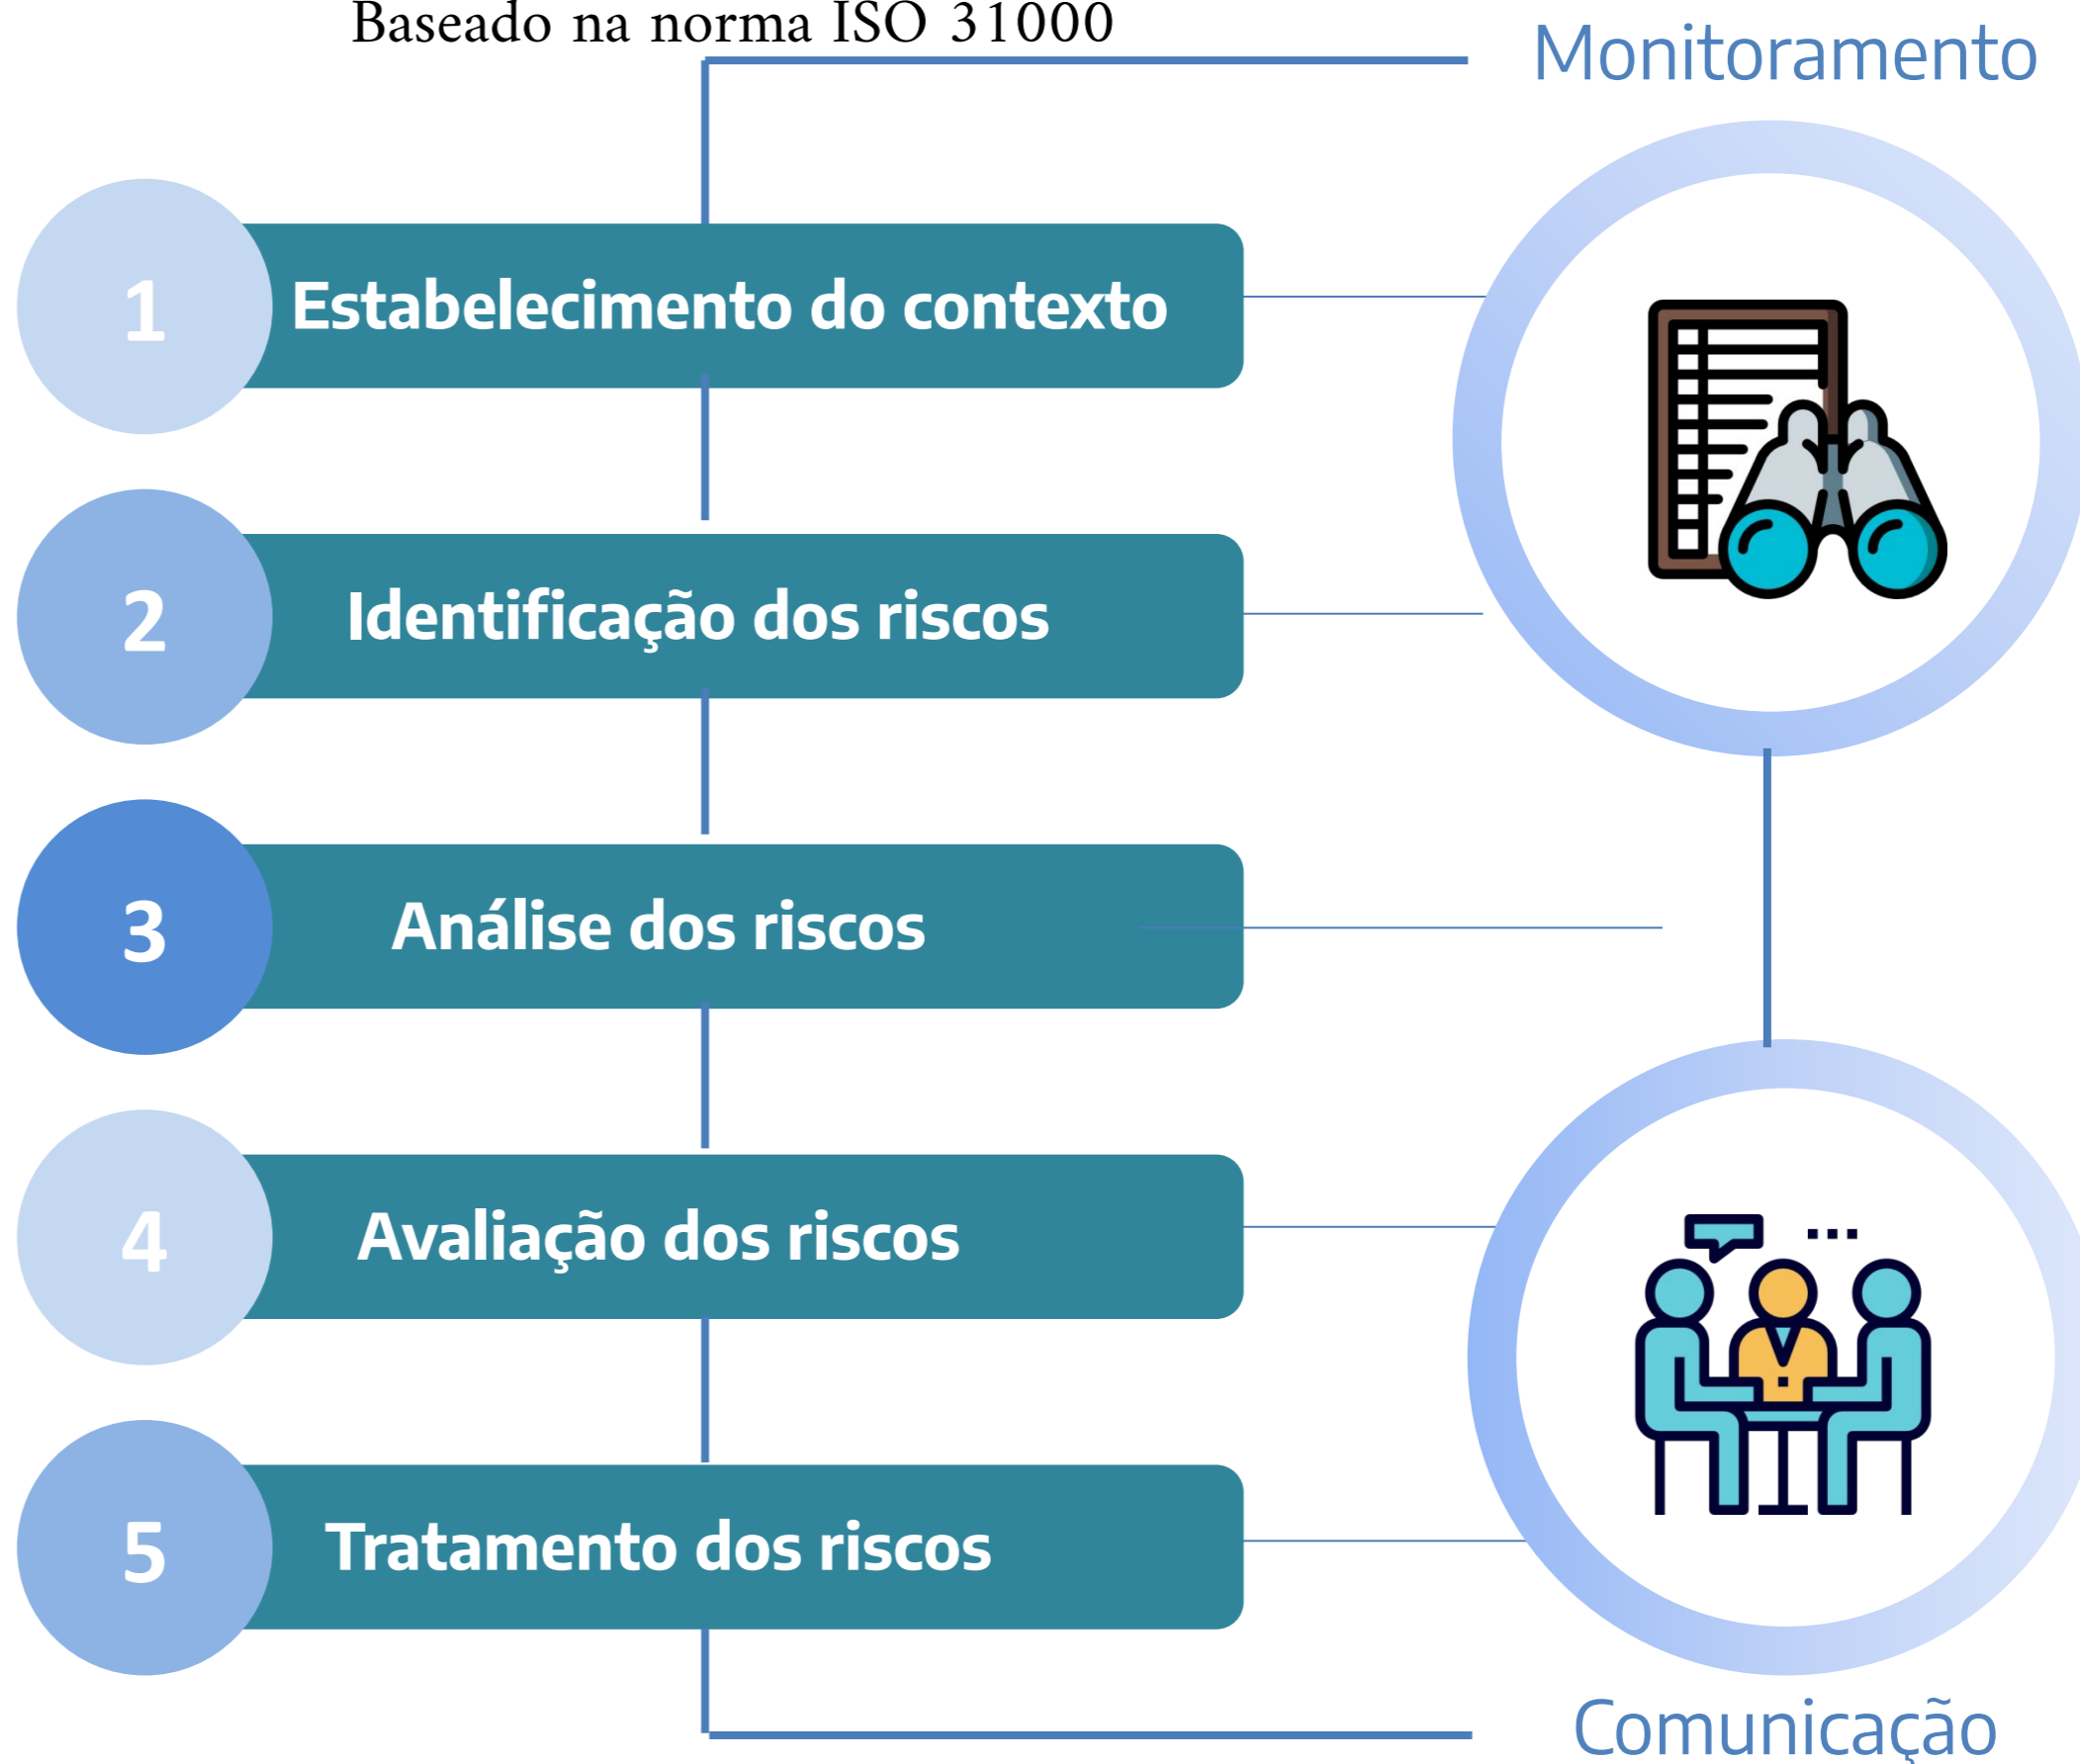 Baseado na norma ISO 31000
Monitoramento
1
Estabelecimento do contexto
2
Identificação dos riscos
3
Análise dos riscos
4
Avaliação dos riscos
5
Tratamento dos riscos
Comunicação